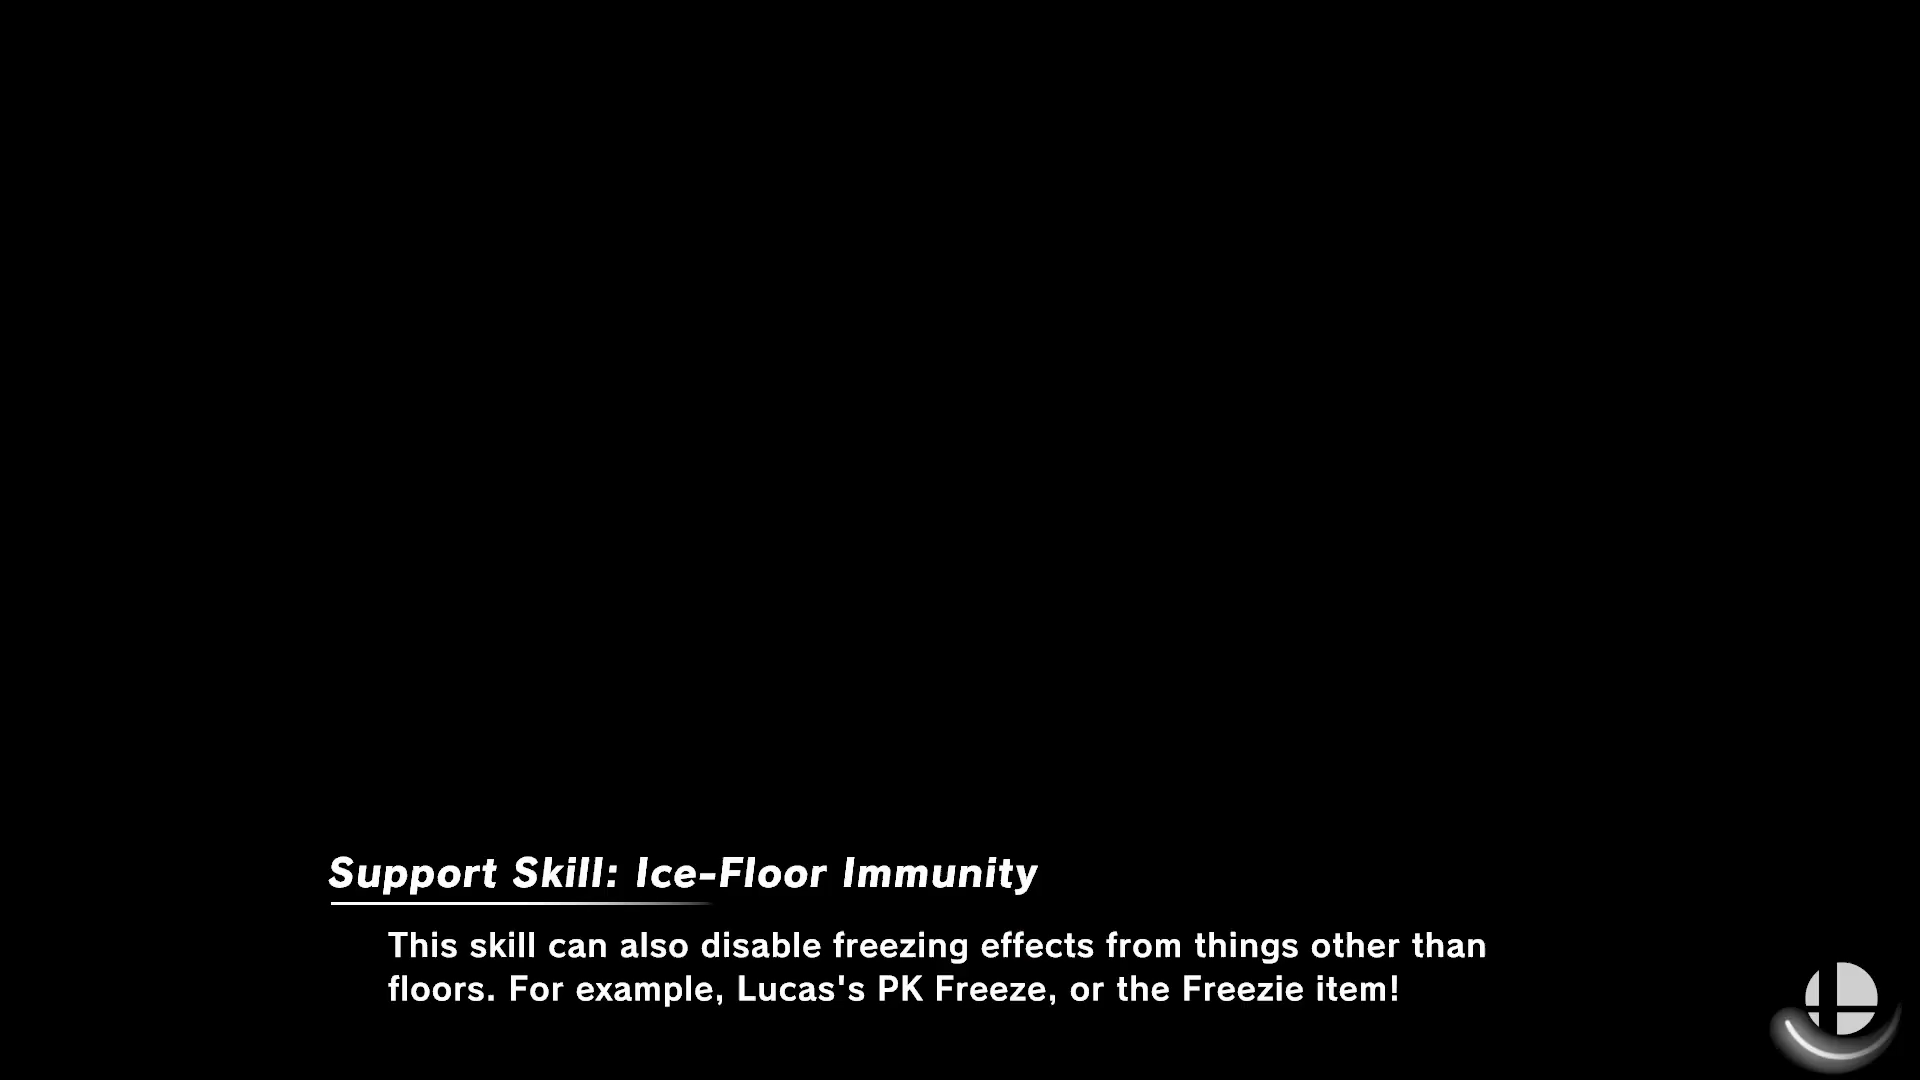 Support Skill: Ice-Floor Immunity
This skill can also disable freezing effects from things other than
floors. For example, Lucas's PK Freeze, or the Freezie item!